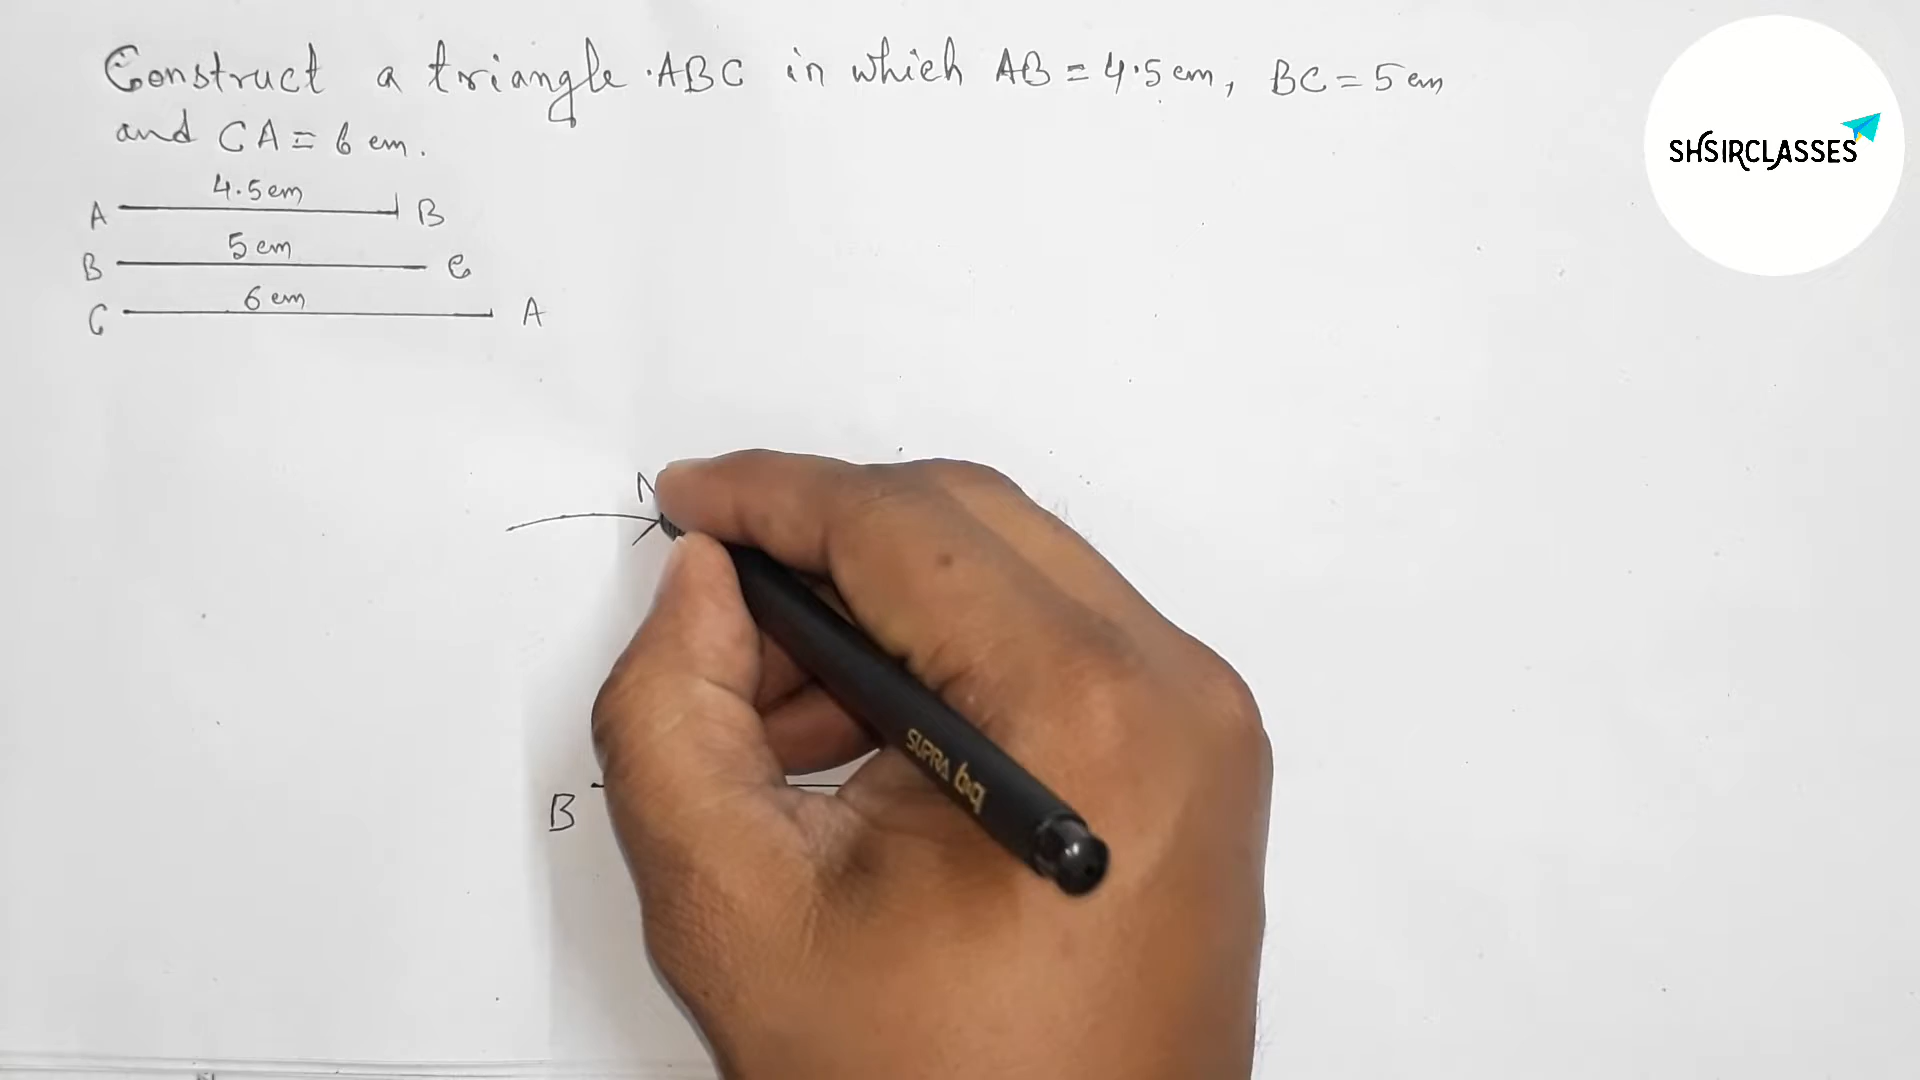 Construct a triangle ABC in which AB = 4.5 cm, BC = 5 cm
and CA = 6 cm.
4.5 cm
A B
5 cm
B C
6 cm
C A
B
SUPRA
SHSIRCLASSES